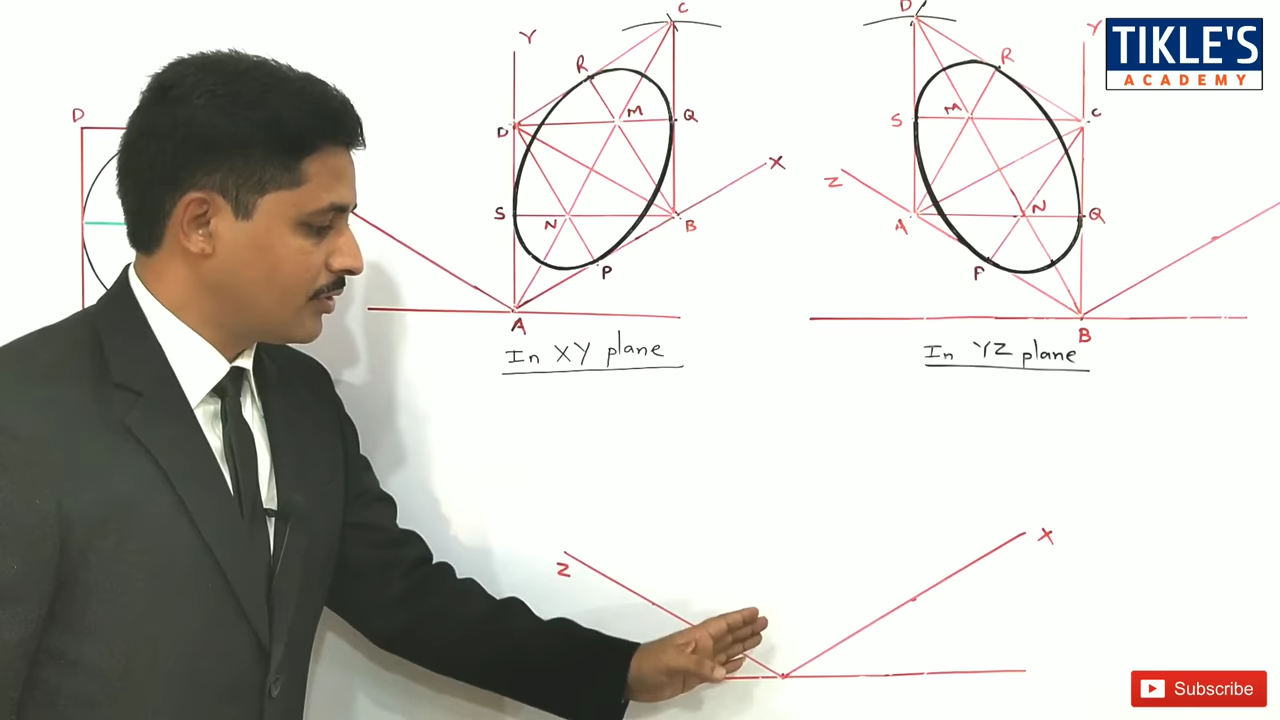 D
Y
C
R
D
M
Q
X
S
N
B
P
A
In XY plane
D
Y
R
S
M
C
Z
A
N
Q
P
B
In YZ plane
TIKLE'S
ACADEMY
Z
X
Subscribe